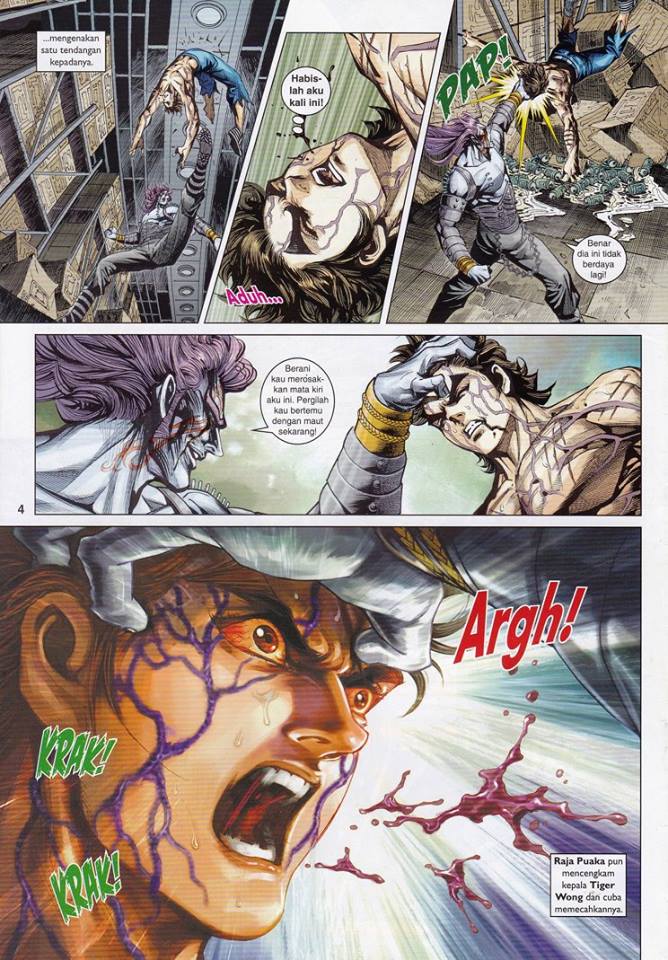 ...mengenakan
satu tendangan
kepadanya.
Habis-
lah aku
kali ini!
Aduh...
PAP!
Benar
dia ini tidak
berdaya
lagi!
Berani
kau merosak-
kan mata kiri
aku ini. Pergilah
kau bertemu
dengan maut
sekarang!
4
Argh!
KRAK!
KRAK!
Raja Puaka pun
mencengkam
kepala Tiger
Wong dan cuba
memecahkannya.